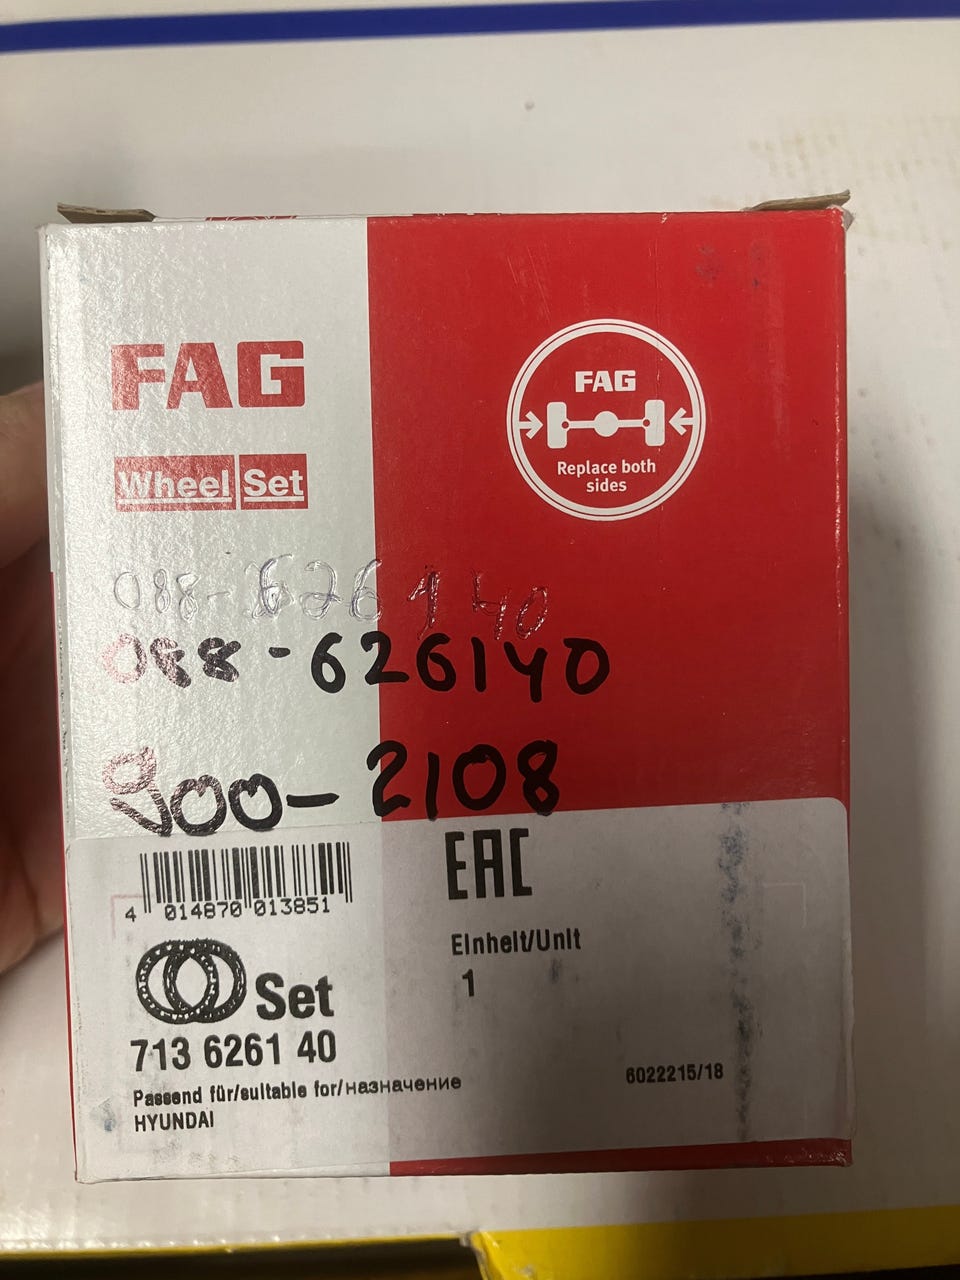 FAG
Wheel Set
FAG
Replace both
sides
088-626140
088-626140
900-2108
4 014870 013851
EAC
Einheit/Unit
1
Set
713 6261 40
Passend für/suitable for/назначение
HYUNDAI
6022215/18